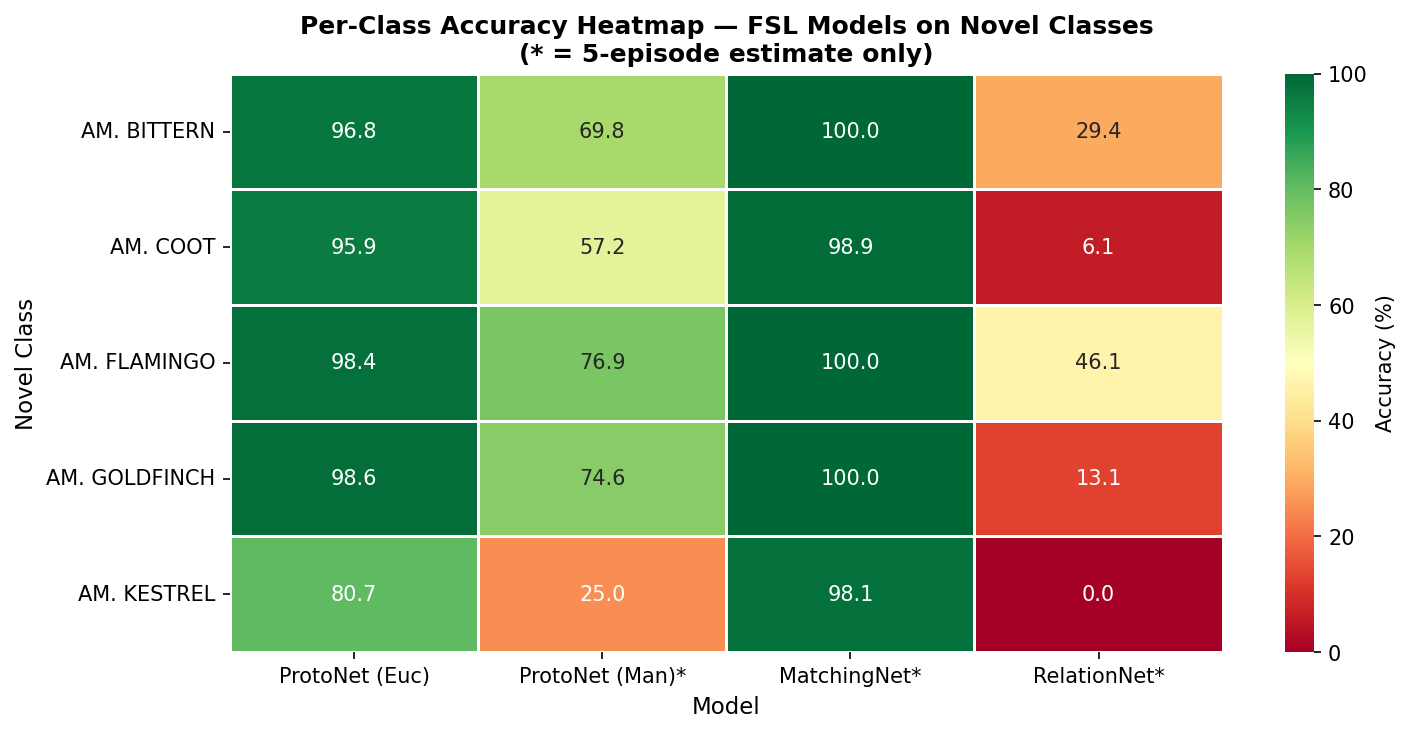 Per-Class Accuracy Heatmap — FSL Models on Novel Classes
(* = 5-episode estimate only)
Novel Class
AM. BITTERN 96.8 69.8 100.0 29.4
AM. COOT 95.9 57.2 98.9 6.1
AM. FLAMINGO 98.4 76.9 100.0 46.1
AM. GOLDFINCH 98.6 74.6 100.0 13.1
AM. KESTREL 80.7 25.0 98.1 0.0
ProtoNet (Euc) ProtoNet (Man)* MatchingNet* RelationNet*
Model
100
80
60
40
20
0
Accuracy (%)